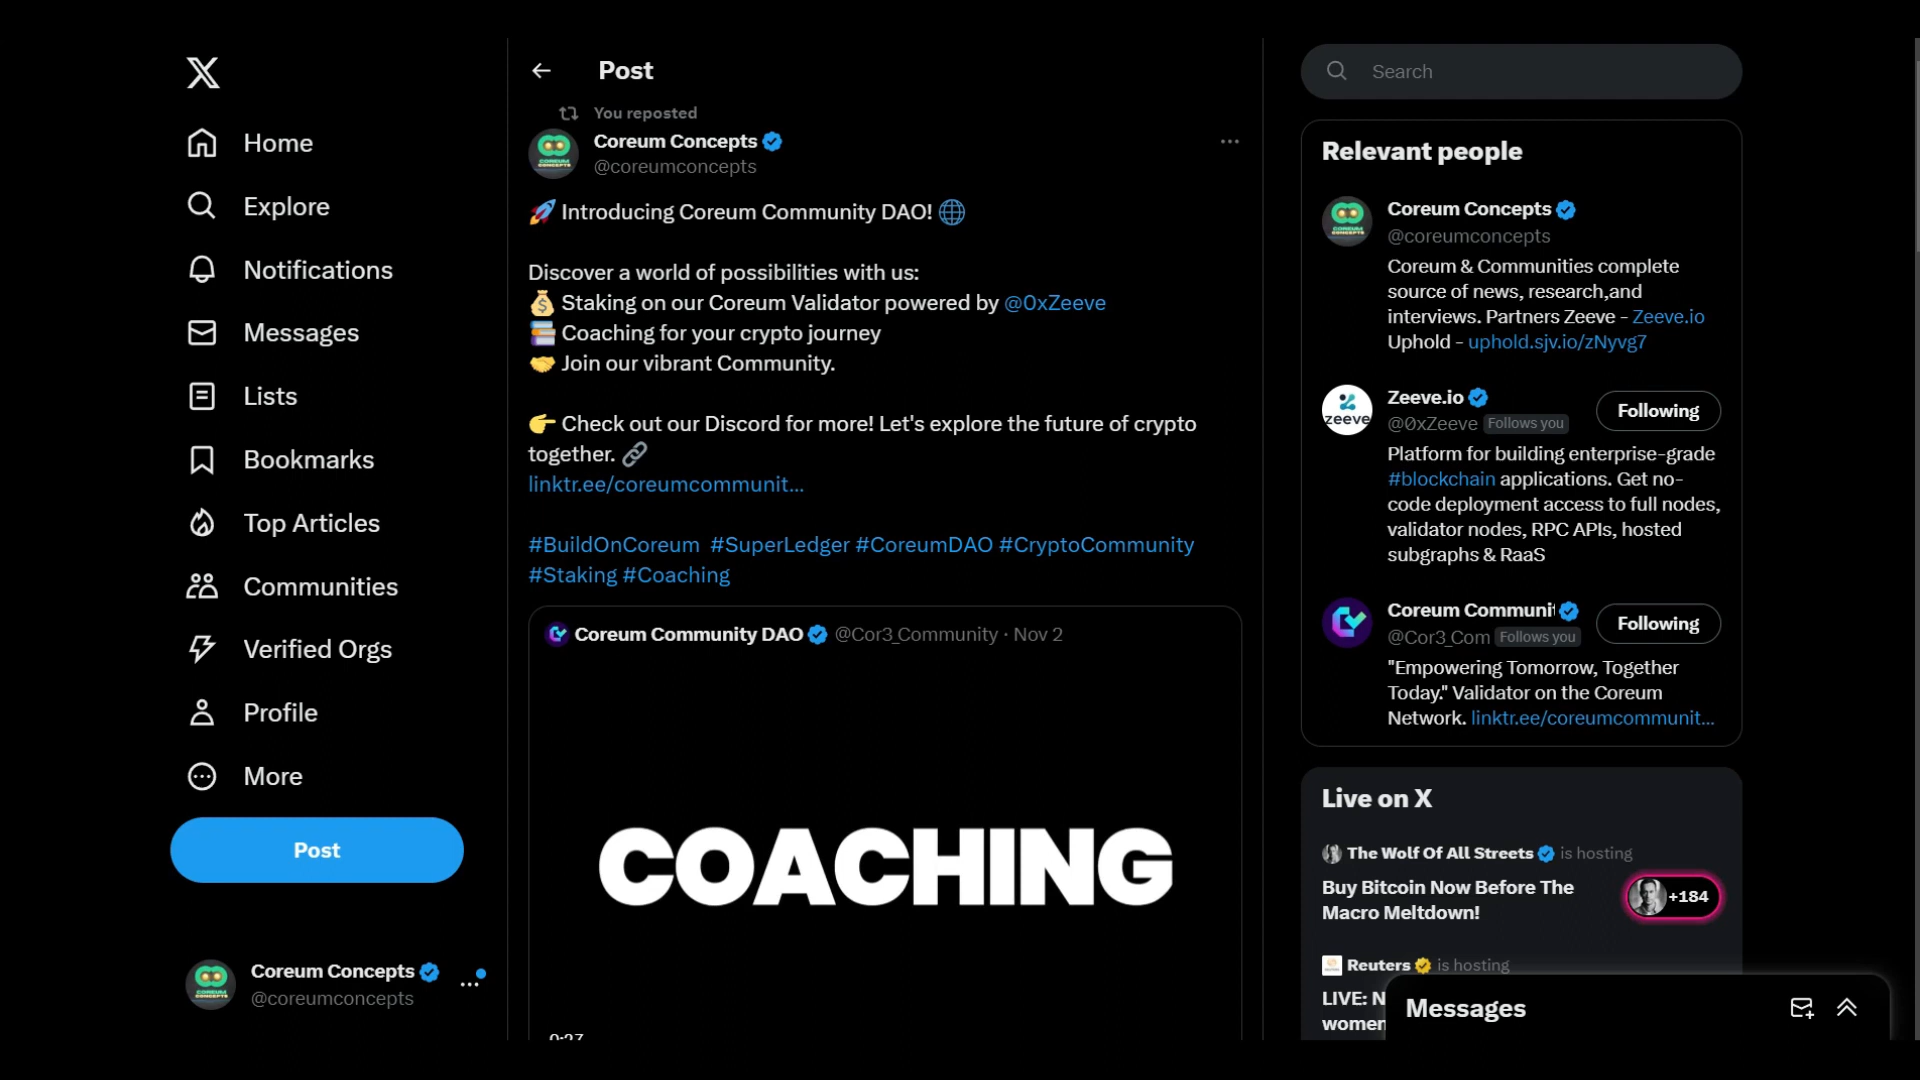 Home
Explore
Notifications
Messages
Lists
Bookmarks
Top Articles
Communities
Verified Orgs
Profile
More
Post
Coreum Concepts
@coreumconcepts
Post
You reposted
Coreum Concepts
@coreumconcepts
🚀 Introducing Coreum Community DAO! 🌐
Discover a world of possibilities with us:
💰 Staking on our Coreum Validator powered by @0xZeeve
📚 Coaching for your crypto journey
🤝 Join our vibrant Community.
👉 Check out our Discord for more! Let's explore the future of crypto
together. 🔗
linktr.ee/coreumcommunit...
#BuildOnCoreum #SuperLedger #CoreumDAO #CryptoCommunity
#Staking #Coaching
Coreum Community DAO @Cor3_Community · Nov 2
COACHING
0:27
Search
Relevant people
Coreum Concepts
@coreumconcepts
Coreum & Communities complete
source of news, research,and
interviews. Partners Zeeve - Zeeve.io
Uphold - uphold.sjv.io/zNyvg7
zeeve
Zeeve.io
@0xZeeve Follows you
Following
Platform for building enterprise-grade
#blockchain applications. Get no-
code deployment access to full nodes,
validator nodes, RPC APIs, hosted
subgraphs & RaaS
Coreum Communi
@Cor3_Com Follows you
Following
"Empowering Tomorrow, Together
Today." Validator on the Coreum
Network. linktr.ee/coreumcommunit...
Live on X
The Wolf Of All Streets is hosting
Buy Bitcoin Now Before The
Macro Meltdown!
+184
Reuters is hosting
LIVE: N
women
Messages